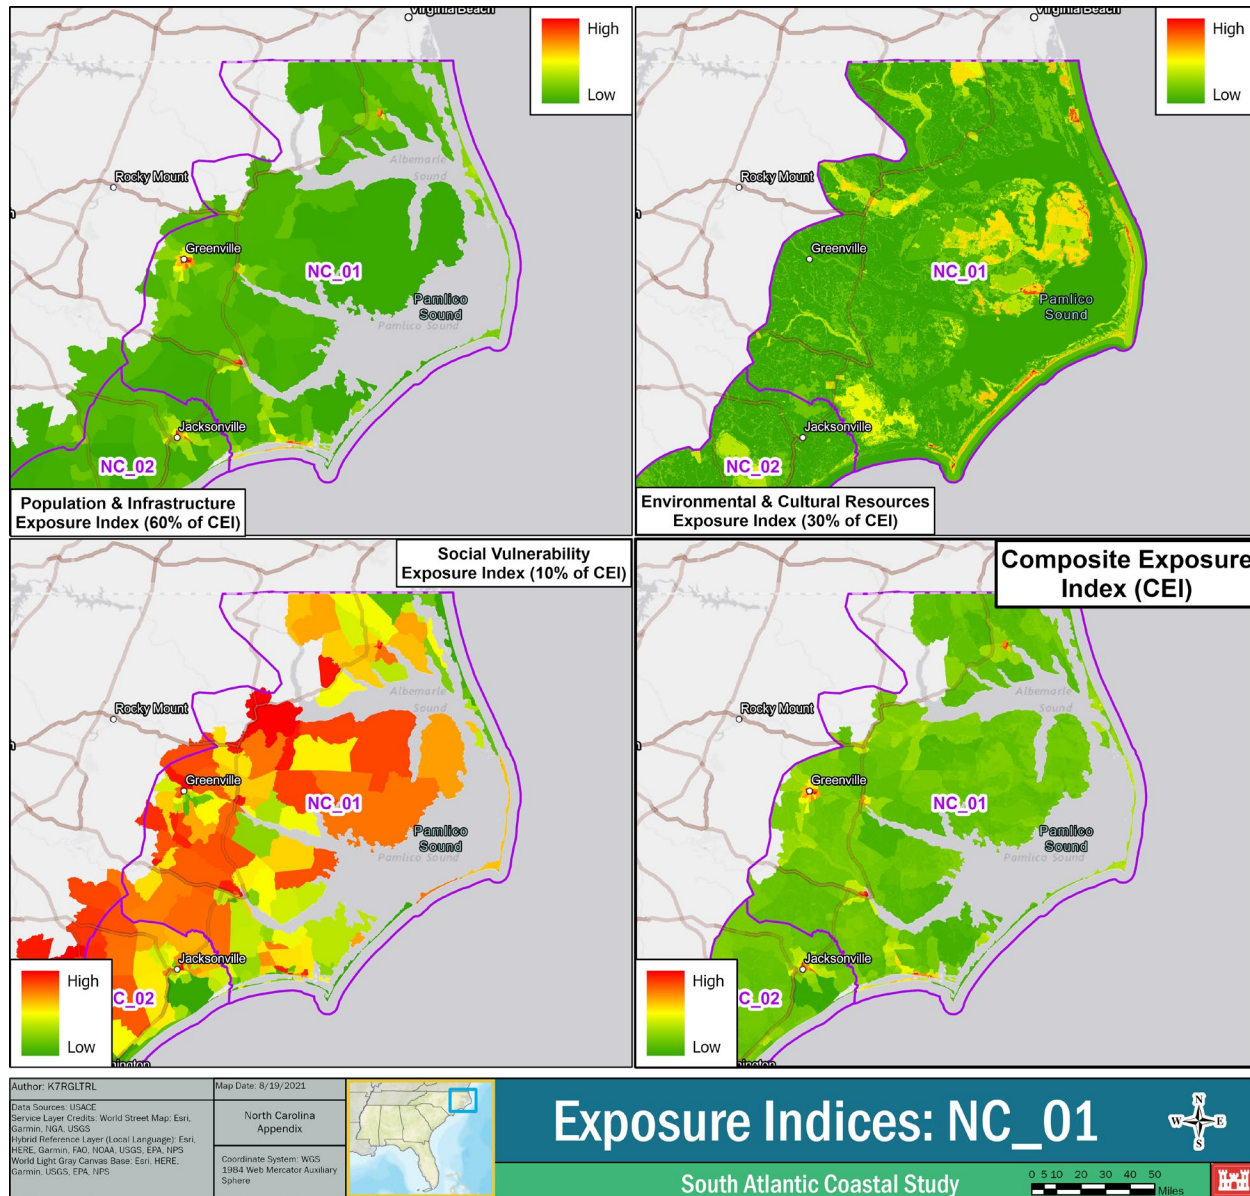 Virginia Beach
High
Low
Rocky Mount
Albemarle
Sound
Greenville
NC_01
Pamlico
Sound
Pamlico Sound
Jacksonville
NC_02
Population & Infrastructure
Exposure Index (60% of CEI)
Virginia Beach
High
Low
Rocky Mount
Greenville
NC_01
Pamlico
Sound
Jacksonville
NC_02
Environmental & Cultural Resources
Exposure Index (30% of CEI)
Social Vulnerability
Exposure Index (10% of CEI)
Rocky Mount
Albemarle
Sound
Greenville
NC_01
Pamlico
Sound
Pamlico Sound
Jacksonville
High
Low
C_02
Composite Exposure
Index (CEI)
Rocky Mount
Albemarle
Sound
Greenville
NC_01
Pamlico
Sound
Pamlico Sound
Jacksonville
High
Low
NC_02
Author: K7RGLTRL
Data Sources: USACE
Service Layer Credits: World Street Map: Esri,
Garmin, NGA, USGS
Hybrid Reference Layer (Local Language): Esri,
HERE, Garmin, FAO, NOAA, USGS, EPA, NPS
World Light Gray Canvas Base: Esri, HERE,
Garmin, USGS, EPA, NPS
Map Date: 8/19/2021
North Carolina
Appendix
Coordinate System: WGS
1984 Web Mercator Auxiliary
Sphere
Exposure Indices: NC_01
N
W E
S
South Atlantic Coastal Study
0 5 10 20 30 40 50
Miles